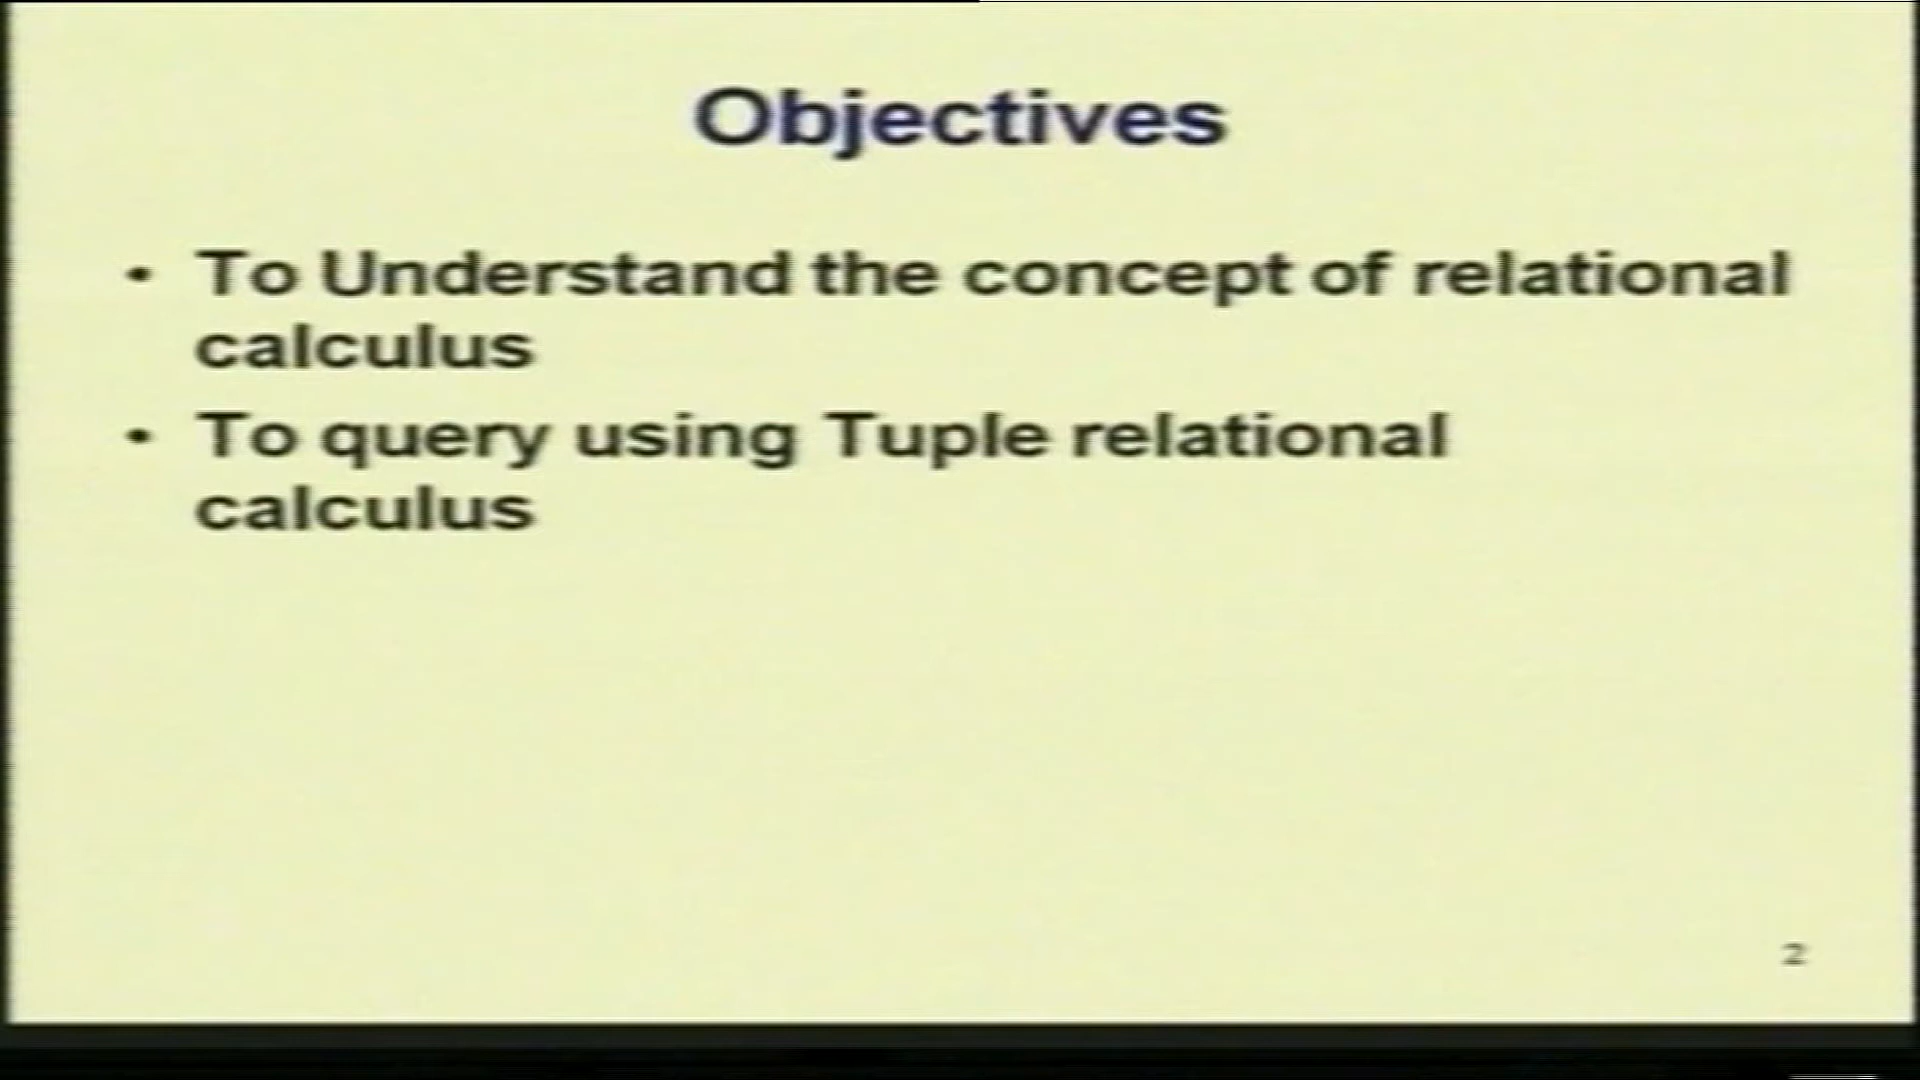 Objectives
• To Understand the concept of relational
calculus
• To query using Tuple relational
calculus
2